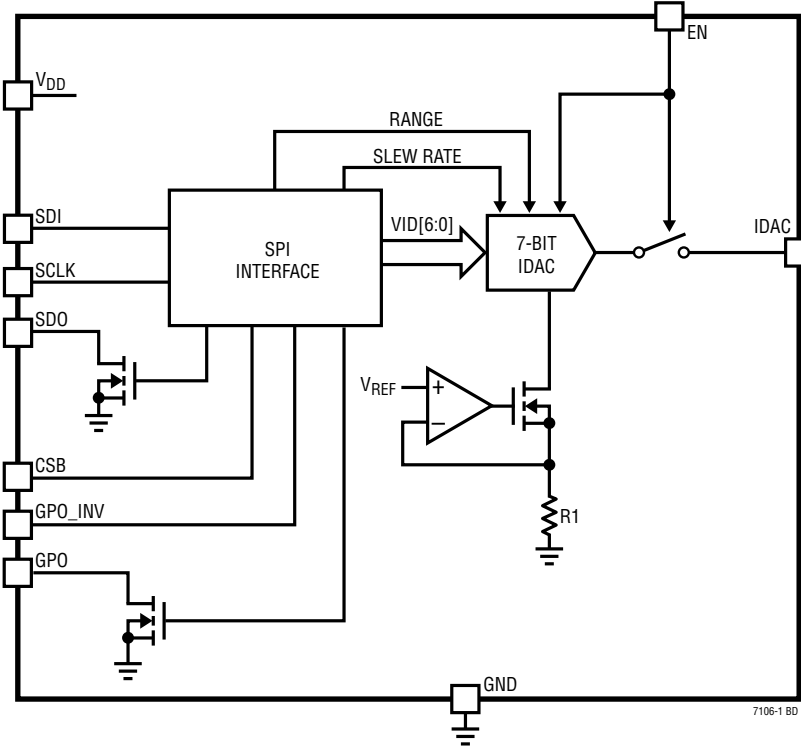 EN
VDD
RANGE
SLEW RATE
SDI
VID[6:0]
IDAC
SPI
INTERFACE
7-BIT
IDAC
SCLK
SDO
VREF
+
–
CSB
GPO_INV
R1
GPO
GND
7106-1 BD